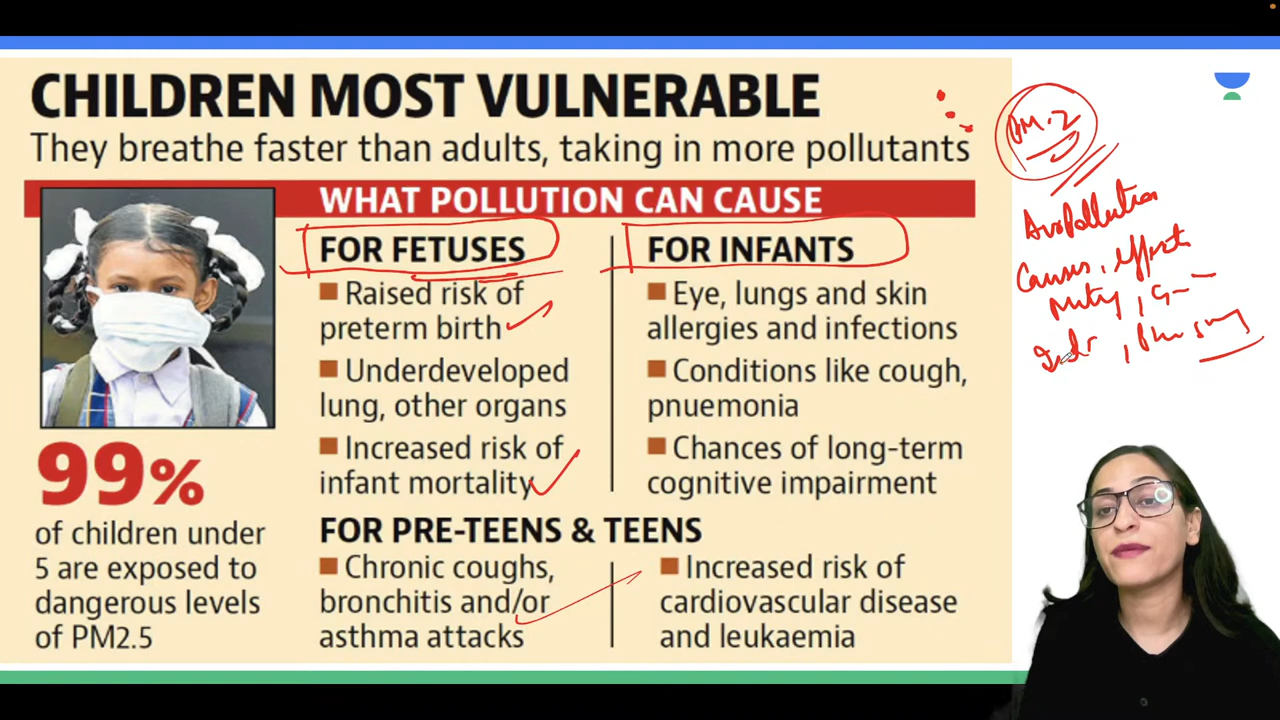 CHILDREN MOST VULNERABLE
They breathe faster than adults, taking in more pollutants
WHAT POLLUTION CAN CAUSE
FOR FETUSES
■ Raised risk of
preterm birth
■ Underdeveloped
lung, other organs
■ Increased risk of
infant mortality
FOR INFANTS
■ Eye, lungs and skin
allergies and infections
■ Conditions like cough,
pnuemonia
■ Chances of long-term
cognitive impairment
FOR PRE-TEENS & TEENS
■ Chronic coughs,
bronchitis and/or
asthma attacks
■ Increased risk of
cardiovascular disease
and leukaemia
99%
of children under
5 are exposed to
dangerous levels
of PM2.5
PM.2
Pollution
Causes, effects